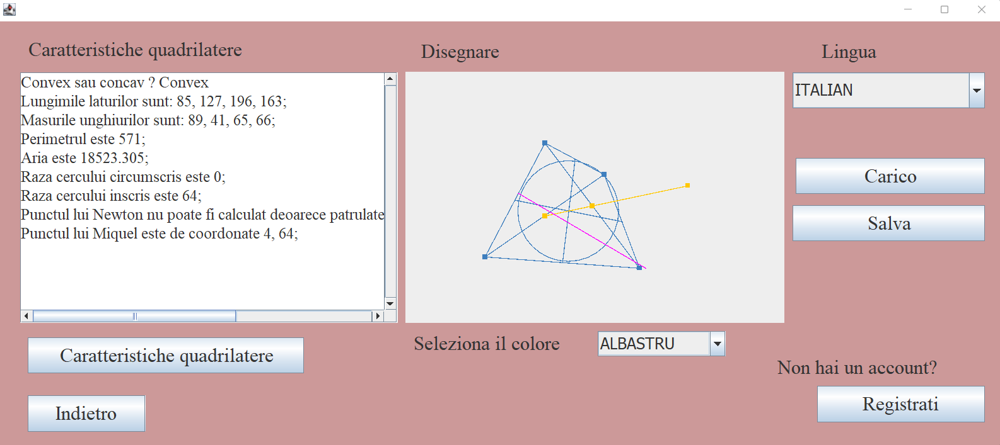 Caratteristiche quadrilatere
Disegnare
Lingua
Convex sau concav ? Convex
Lungimile laturilor sunt: 85, 127, 196, 163;
Masurile unghiurilor sunt: 89, 41, 65, 66;
Perimetrul este 571;
Aria este 18523.305;
Raza cercului circumscris este 0;
Raza cercului inscris este 64;
Punctul lui Newton nu poate fi calculat deoarece patrulate
Punctul lui Miquel este de coordonate 4, 64;
ITALIAN
Carico
Salva
Seleziona il colore
ALBASTRU
Caratteristiche quadrilatere
Non hai un account?
Indietro
Registrati